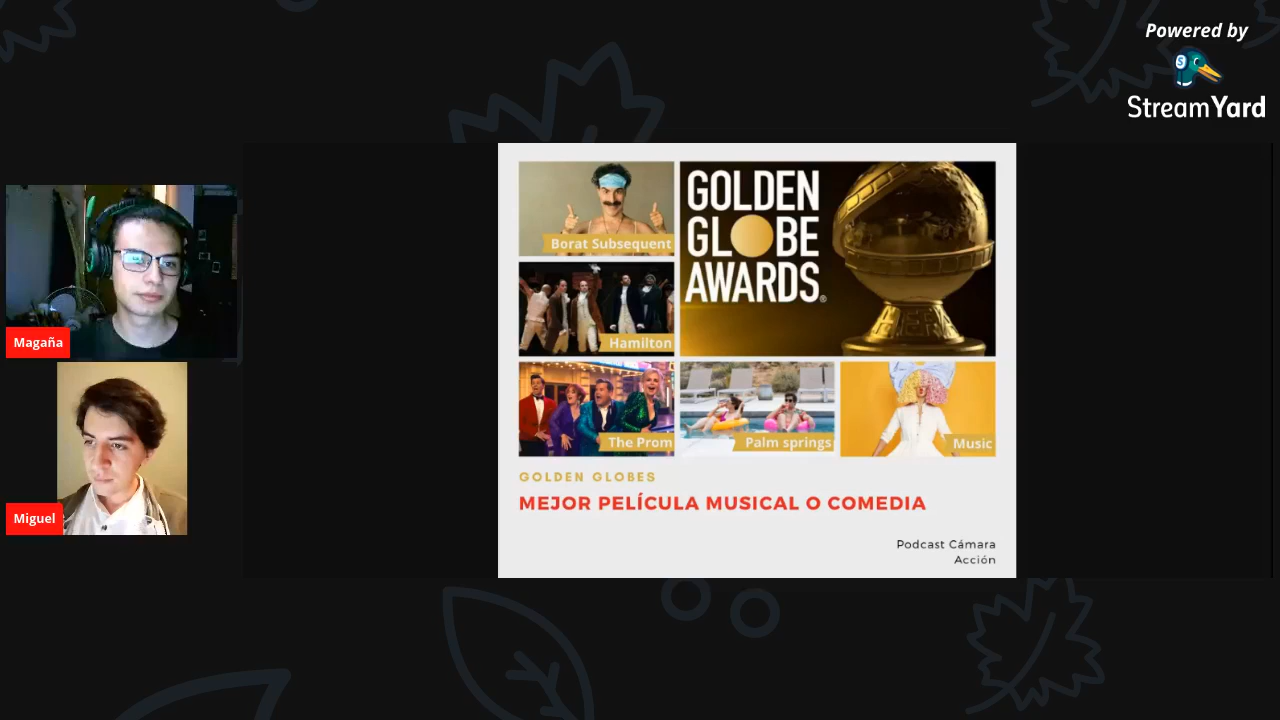 Powered by
StreamYard
Magaña
Miguel
Borat Subsequent
GOLDEN
GLOBE
AWARDS®
Hamilton
The Prom
Palm springs
Music
GOLDEN GLOBES
MEJOR PELÍCULA MUSICAL O COMEDIA
Podcast Cámara
Acción